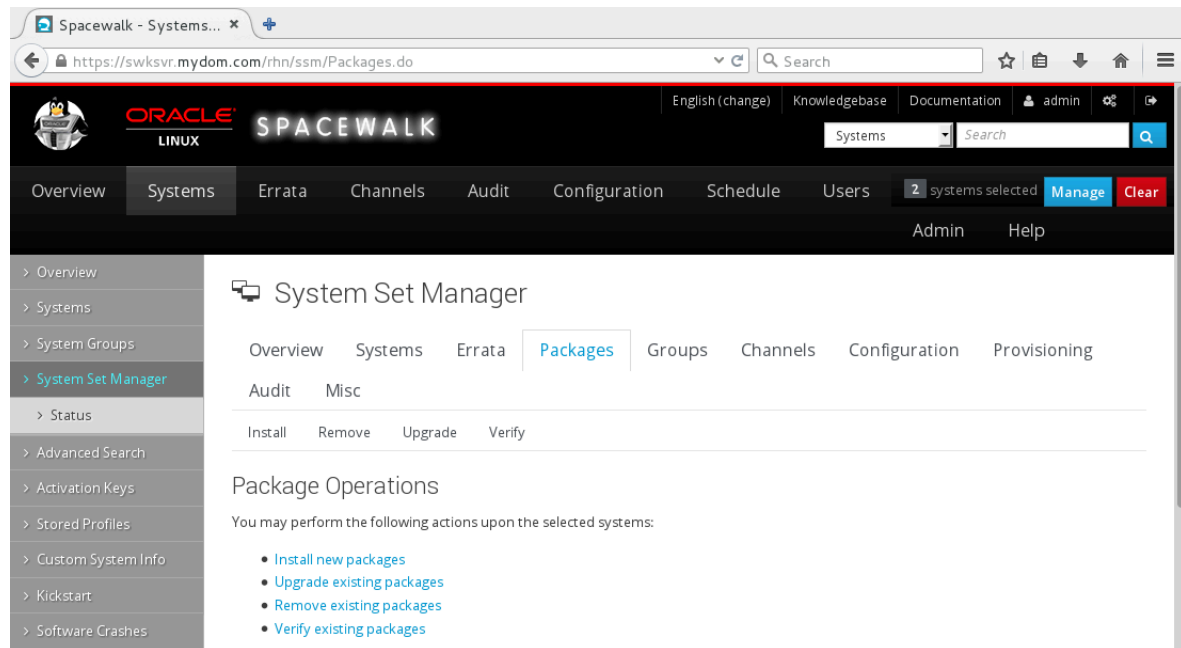 Spacewalk - Systems...
https://swksvr.mydom.com/rhn/ssm/Packages.do
Search
English (change) Knowledgebase Documentation admin
ORACLE
LINUX
SPACEWALK
Systems Search
Overview Systems Errata Channels Audit Configuration Schedule Users 2 systems selected Manage Clear
Admin Help
> Overview
> Systems
> System Groups
> System Set Manager
> Status
> Advanced Search
> Activation Keys
> Stored Profiles
> Custom System Info
> Kickstart
> Software Crashes
System Set Manager
Overview Systems Errata Packages Groups Channels Configuration Provisioning
Audit Misc
Install Remove Upgrade Verify
Package Operations
You may perform the following actions upon the selected systems:
• Install new packages
• Upgrade existing packages
• Remove existing packages
• Verify existing packages